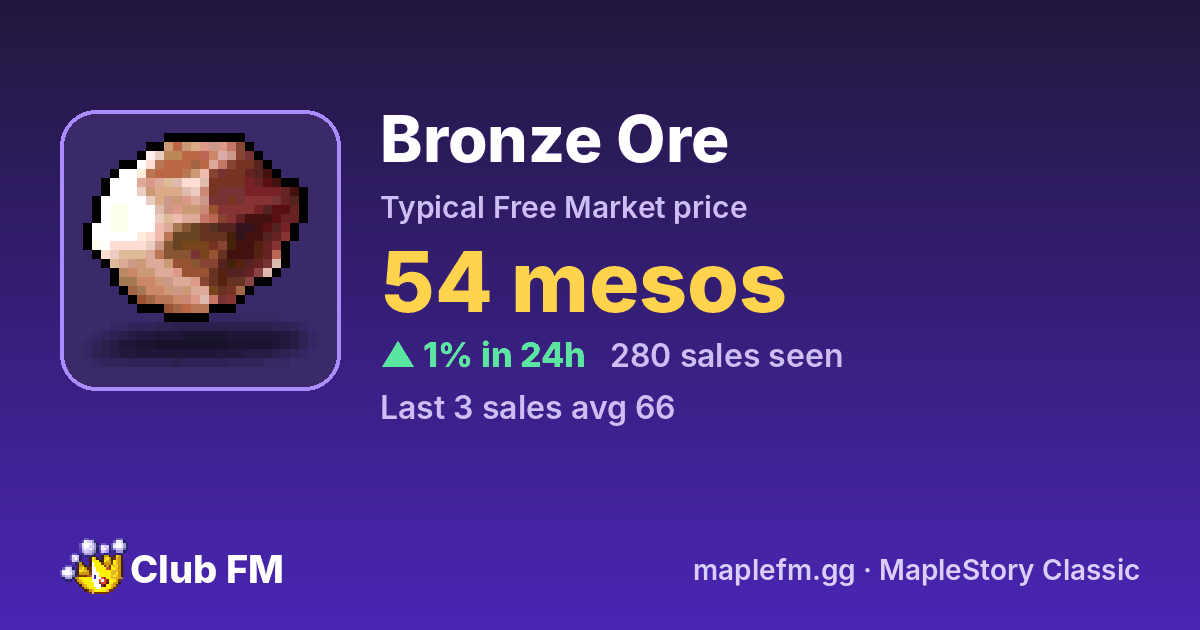 Bronze Ore
Typical Free Market price
54 mesos
▲ 1% in 24h 280 sales seen
Last 3 sales avg 66
Club FM
maplefm.gg · MapleStory Classic